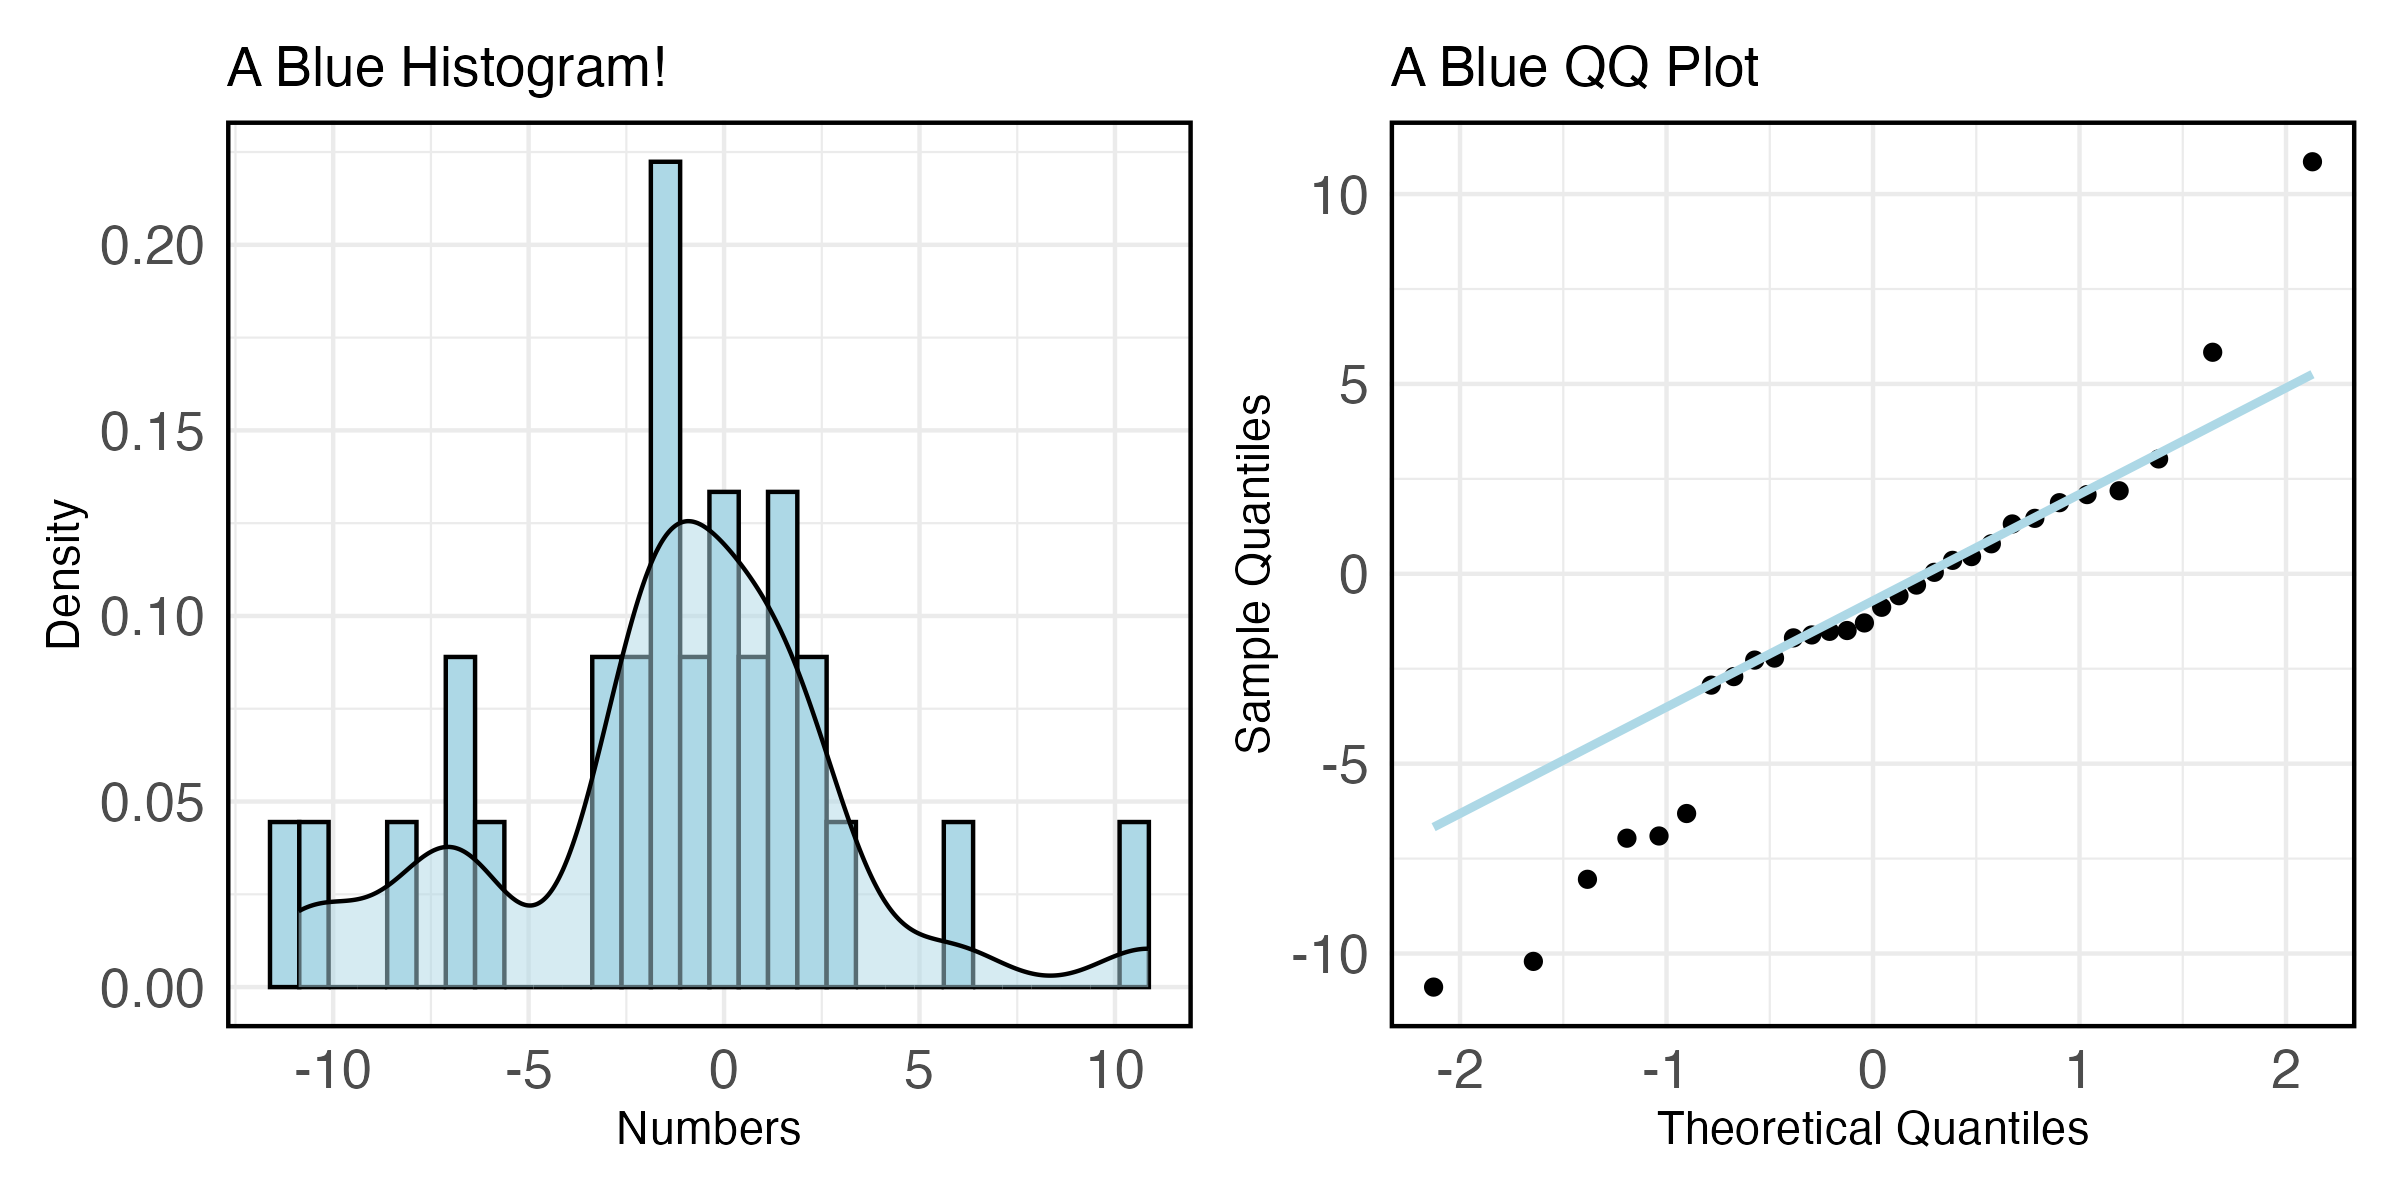 A Blue Histogram!
Density
0.20
0.15
0.10
0.05
0.00
-10 -5 0 5 10
Numbers
A Blue QQ Plot
Sample Quantiles
10
5
0
-5
-10
-2 -1 0 1 2
Theoretical Quantiles